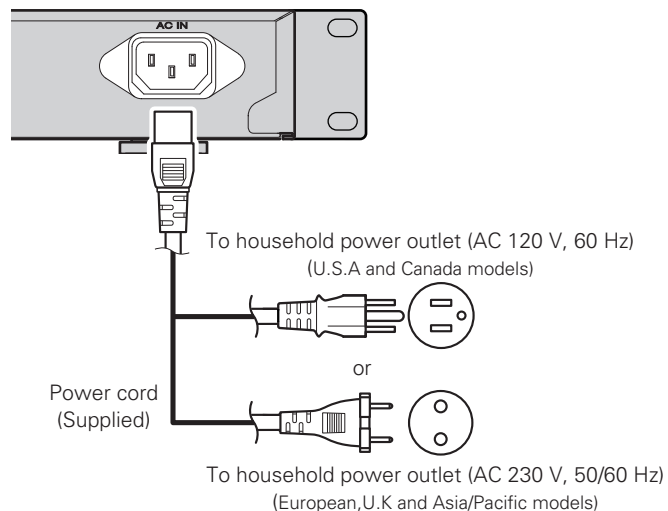 AC IN
To household power outlet (AC 120 V, 60 Hz)
(U.S.A and Canada models)
or
Power cord
(Supplied)
To household power outlet (AC 230 V, 50/60 Hz)
(European,U.K and Asia/Pacific models)